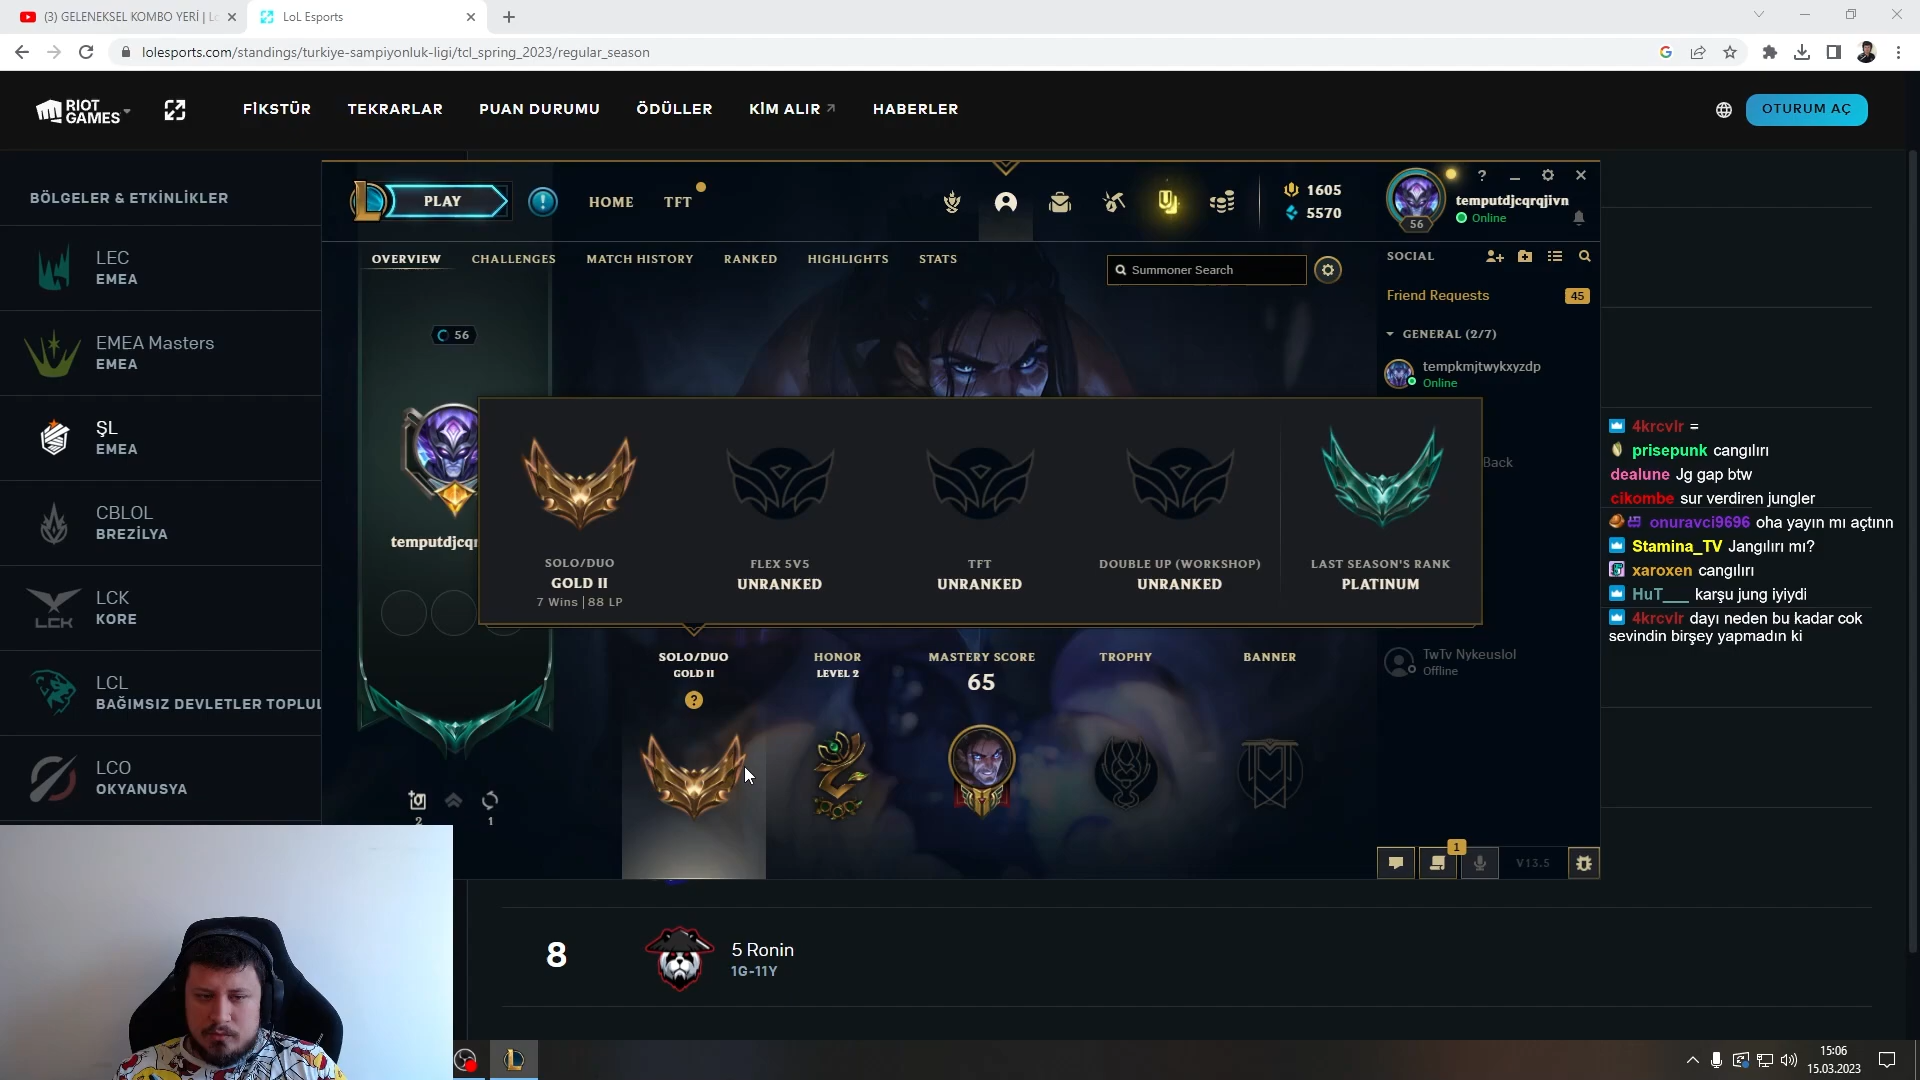 (3) GELENEKSEL KOMBO YERİ | Lo
LoL Esports
lolesports.com/standings/turkiye-sampiyonluk-ligi/tcl_spring_2023/regular_season
RIOT GAMES
FİKSTÜR
TEKRARLAR
PUAN DURUMU
ÖDÜLLER
KİM ALIR
HABERLER
OTURUM AÇ
BÖLGELER & ETKİNLİKLER
LEC
EMEA
EMEA Masters
EMEA
ŞL
EMEA
CBLOL
BREZİLYA
LCK
KORE
LCL
BAĞIMSIZ DEVLETLER TOPLUL
LCO
OKYANUSYA
PLAY
HOME
TFT
1605
5570
56
temputdjcqrqjivn
Online
OVERVIEW
CHALLENGES
MATCH HISTORY
RANKED
HIGHLIGHTS
STATS
Summoner Search
SOCIAL
Friend Requests
45
GENERAL (2/7)
tempkmjtwykxyzdp
Online
Back
TwTv Nykeuslol
Offline
56
temputdjcqr
SOLO/DUO
GOLD II
7 Wins | 88 LP
FLEX 5V5
UNRANKED
TFT
UNRANKED
DOUBLE UP (WORKSHOP)
UNRANKED
LAST SEASON'S RANK
PLATINUM
SOLO/DUO
GOLD II
?
HONOR
LEVEL 2
MASTERY SCORE
65
TROPHY
BANNER
2
1
1
V13.5
4krcvlr =
prisepunk cangılırı
dealune Jg gap btw
cikombe sur verdiren jungler
onuravci9696 oha yayın mı açtınn
Stamina_TV Jangılırı mı?
xaroxen cangılırı
HuT___ karşu jung iyiydi
4krcvlr dayı neden bu kadar cok
sevindin birşey yapmadın ki
8
5 Ronin
1G-11Y
15:06
15.03.2023